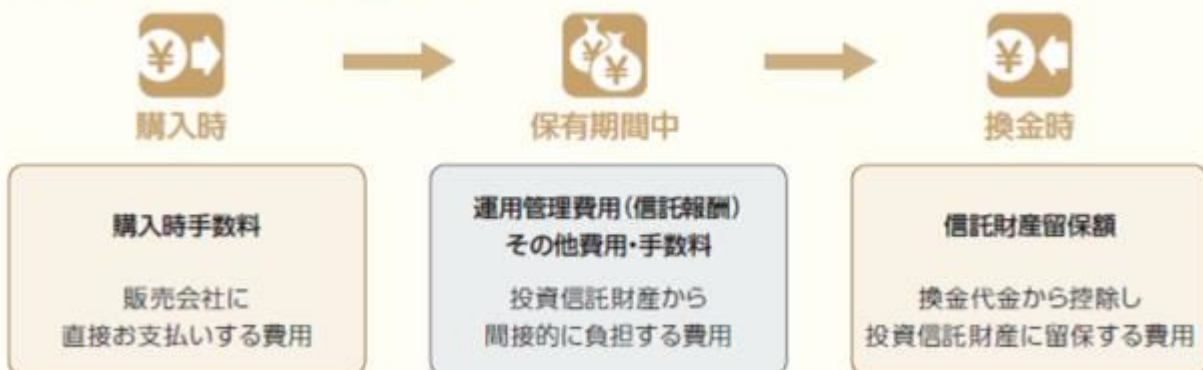 購入時
保有期間中
換金時
購入時手数料
販売会社に
直接お支払いする費用
運用管理費用(信託報酬)
その他費用・手数料
投資信託財産から
間接的に負担する費用
信託財産留保額
換金代金から控除し
投資信託財産に留保する費用